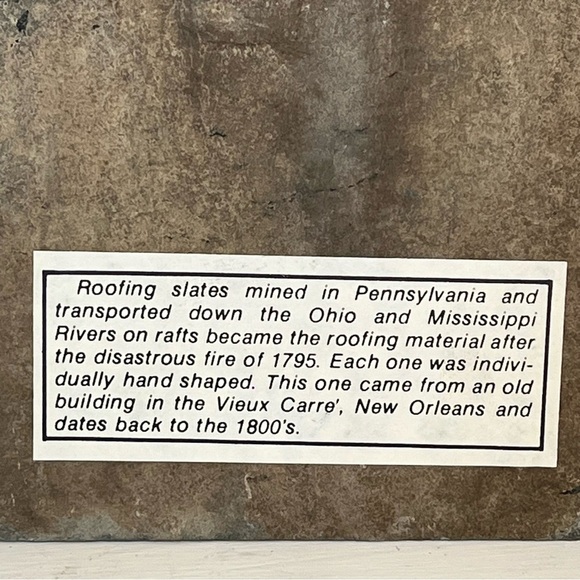 Roofing slates mined in Pennsylvania and
transported down the Ohio and Mississippi
Rivers on rafts became the roofing material after
the disastrous fire of 1795. Each one was indivi-
dually hand shaped. This one came from an old
building in the Vieux Carre', New Orleans and
dates back to the 1800's.